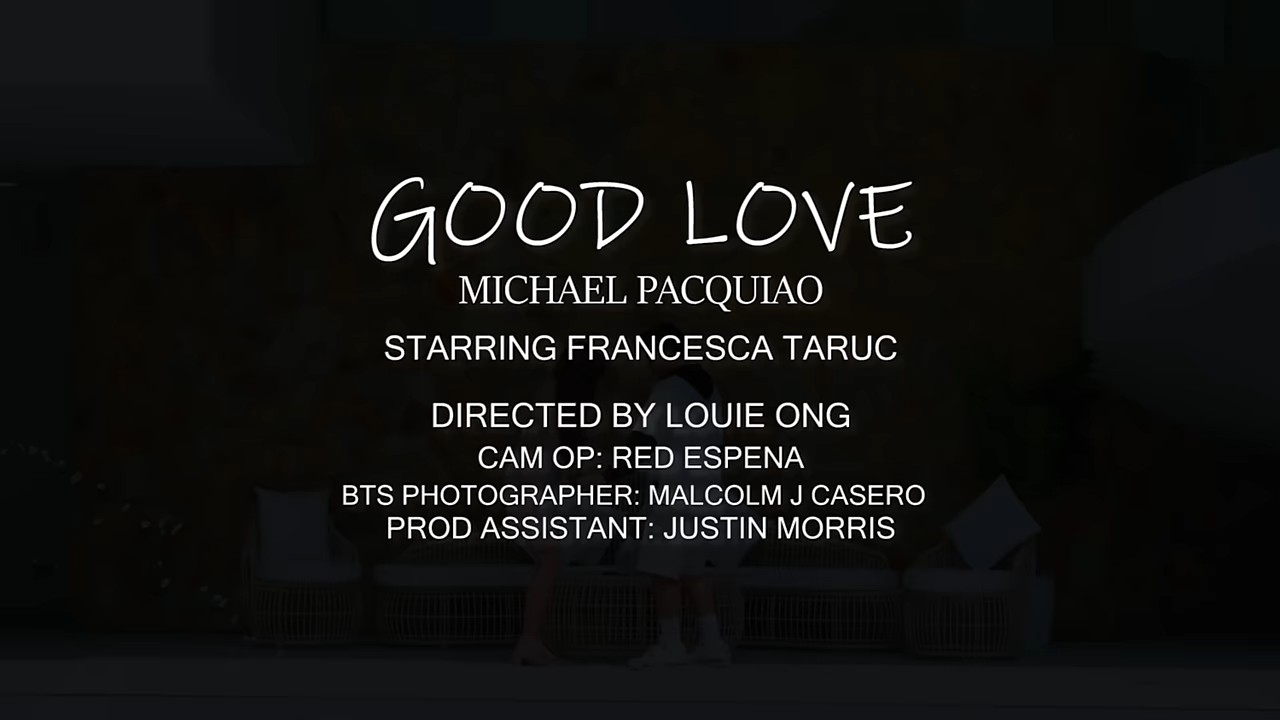 GOOD LOVE
MICHAEL PACQUIAO
STARRING FRANCESCA TARUC
DIRECTED BY LOUIE ONG
CAM OP: RED ESPENA
BTS PHOTOGRAPHER: MALCOLM J CASERO
PROD ASSISTANT: JUSTIN MORRIS